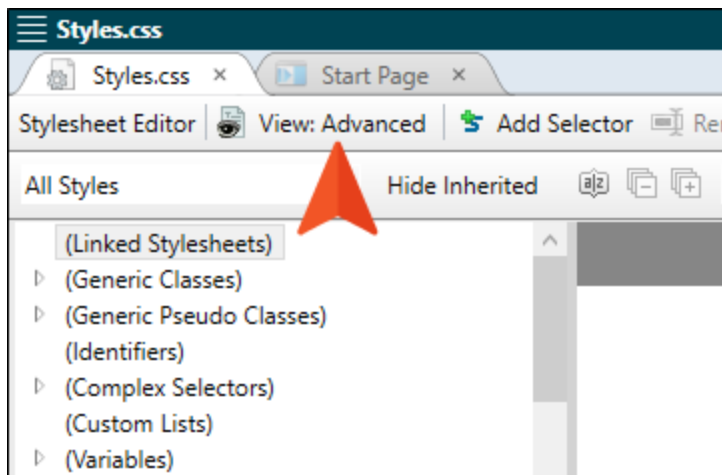 Styles.css
Styles.css × Start Page ×
Stylesheet Editor View: Advanced Add Selector
All Styles Hide Inherited a|z
(Linked Stylesheets)
(Generic Classes)
(Generic Pseudo Classes)
(Identifiers)
(Complex Selectors)
(Custom Lists)
(Variables)